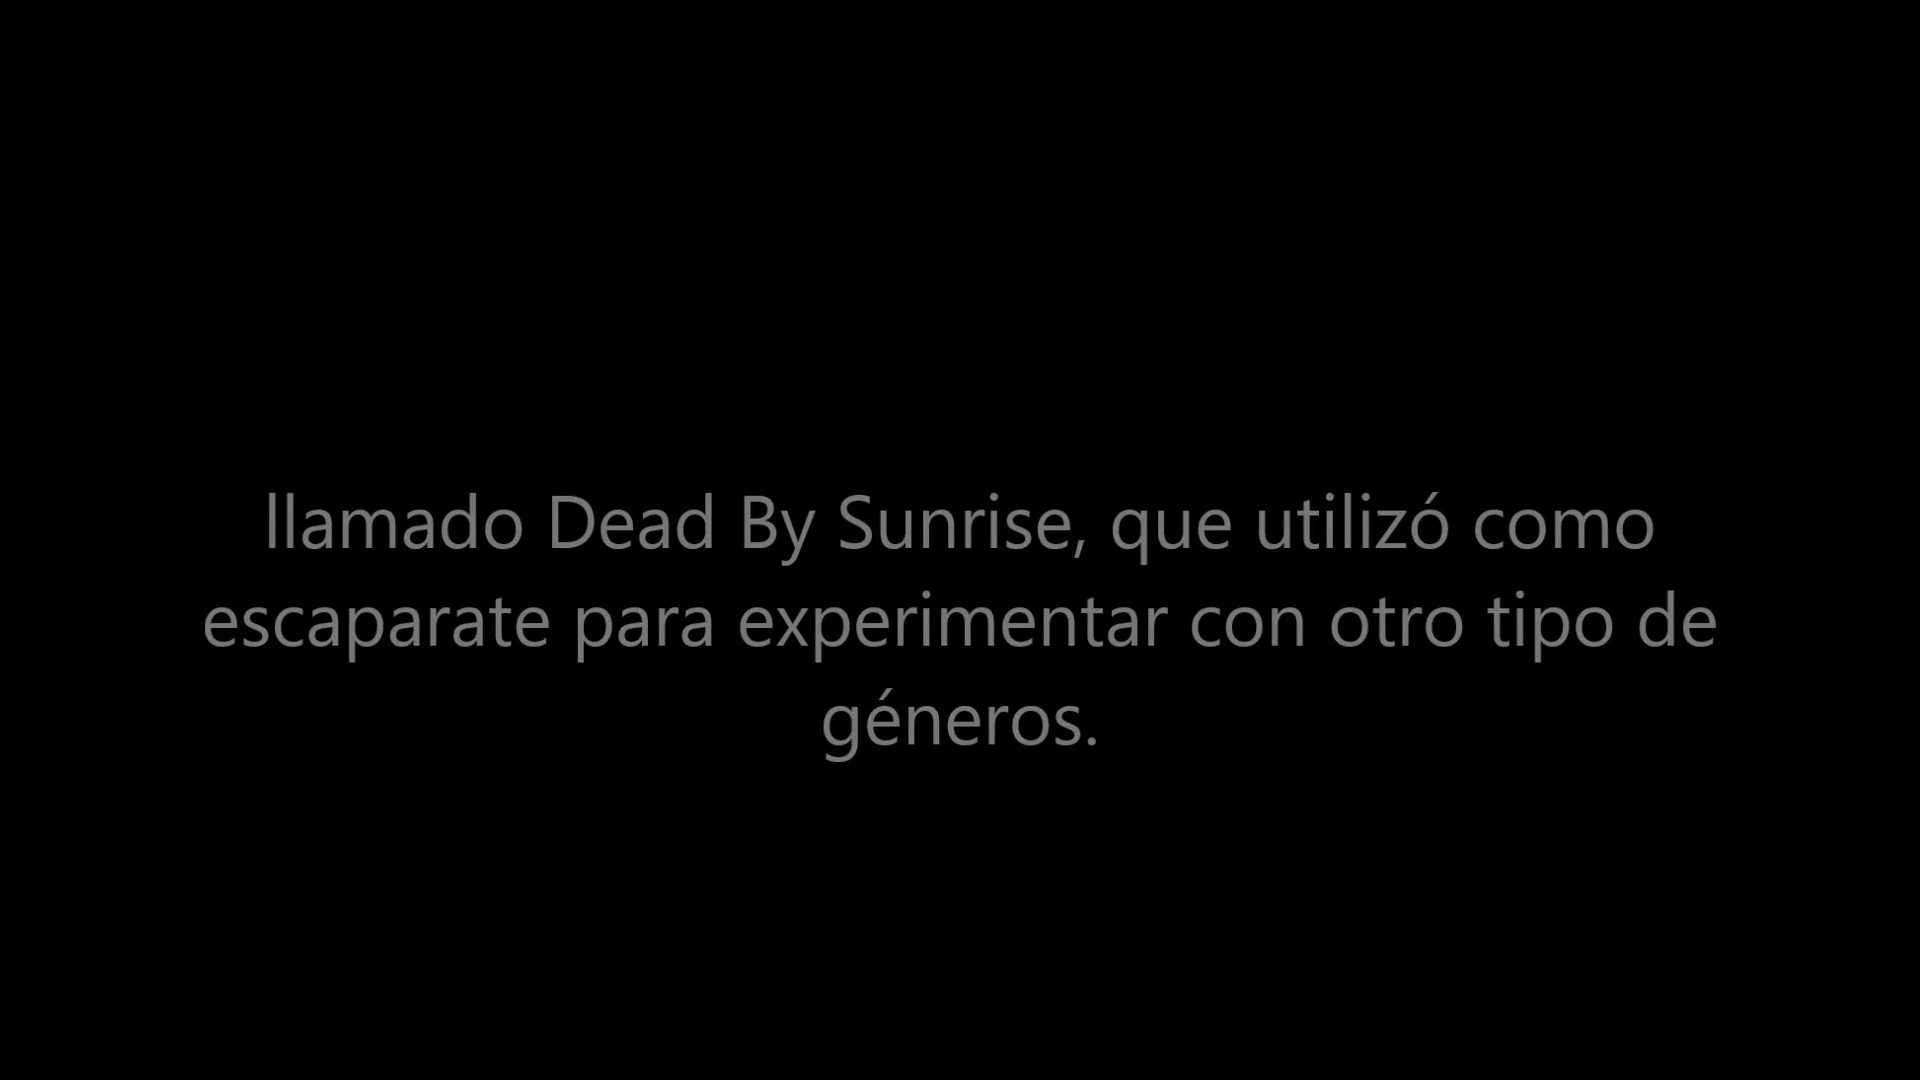 llamado Dead By Sunrise, que utilizó como
escaparate para experimentar con otro tipo de
géneros.